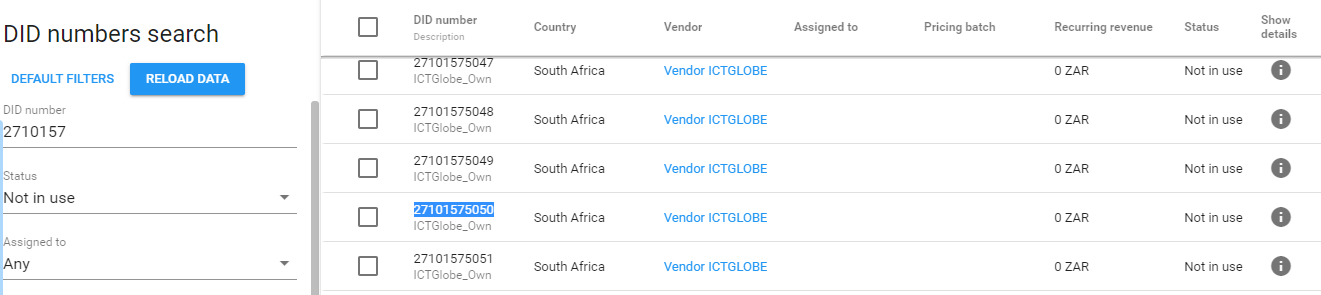 DID numbers search
DEFAULT FILTERS RELOAD DATA
DID number
2710157
Status
Not in use
Assigned to
Any
DID number Country Vendor Assigned to Pricing batch Recurring revenue Status Show details
Description
27101575047
ICTGlobe_Own South Africa Vendor ICTGLOBE 0 ZAR Not in use
27101575048
ICTGlobe_Own South Africa Vendor ICTGLOBE 0 ZAR Not in use
27101575049
ICTGlobe_Own South Africa Vendor ICTGLOBE 0 ZAR Not in use
27101575050
ICTGlobe_Own South Africa Vendor ICTGLOBE 0 ZAR Not in use
27101575051
ICTGlobe_Own South Africa Vendor ICTGLOBE 0 ZAR Not in use